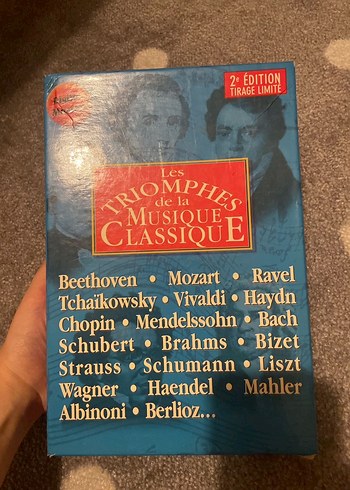 2e ÉDITION
TIRAGE LIMITÉ
Les
TRIOMPHES
de la
MUSIQUE
CLASSIQUE
Beethoven • Mozart • Ravel
Tchaïkowsky • Vivaldi • Haydn
Chopin • Mendelssohn • Bach
Schubert • Brahms • Bizet
Strauss • Schumann • Liszt
Wagner • Haendel • Mahler
Albinoni • Berlioz...